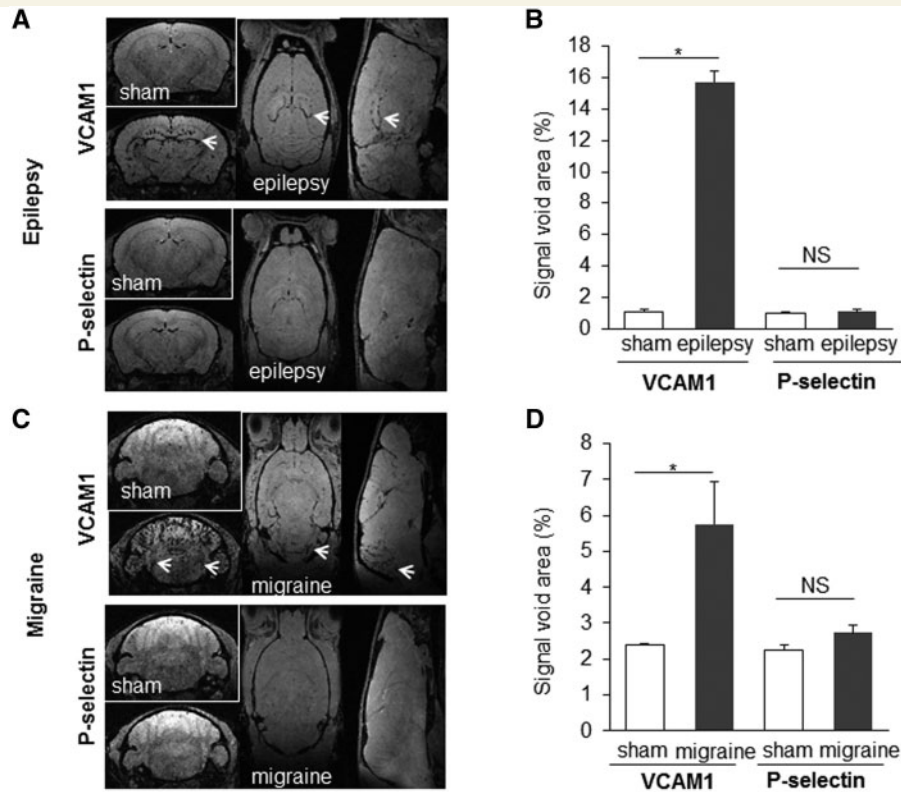 A
Epilepsy
VCAM1
sham
epilepsy
P-selectin
sham
epilepsy
B
Signal void area (%)
18
16
14
12
10
8
6
4
2
0
*
NS
sham epilepsy sham epilepsy
VCAM1 P-selectin
C
Migraine
VCAM1
sham
migraine
P-selectin
sham
migraine
D
Signal void area (%)
8
7
6
5
4
3
2
1
0
*
NS
sham migraine sham migraine
VCAM1 P-selectin